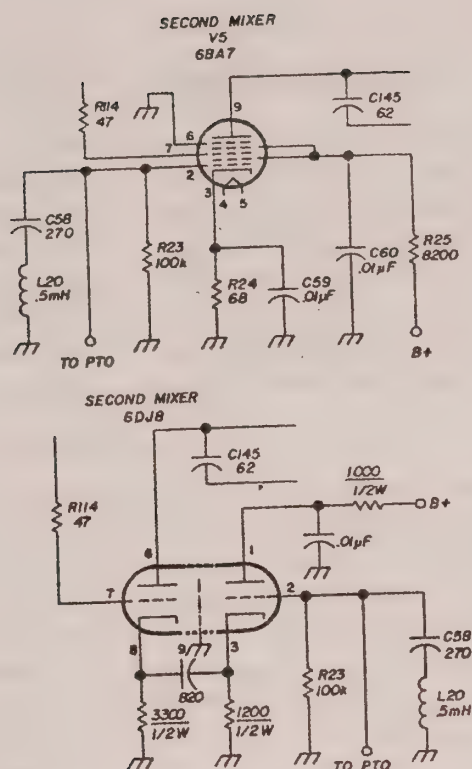 SECOND MIXER
V5
6BA7
R114
47
9
C145
62
6
7
2
3
4
5
C58
270
L20
.5mH
R23
100k
R24
68
C59
.01µF
C60
.01µF
R25
8200
TO PTO
B+
SECOND MIXER
6DJ8
C145
62
R114
47
1000
1/2W
B+
.01µF
6
1
7
2
8
9
3
820
3300
1/2W
1200
1/2W
R23
100k
C58
270
L20
.5mH
TO PTO